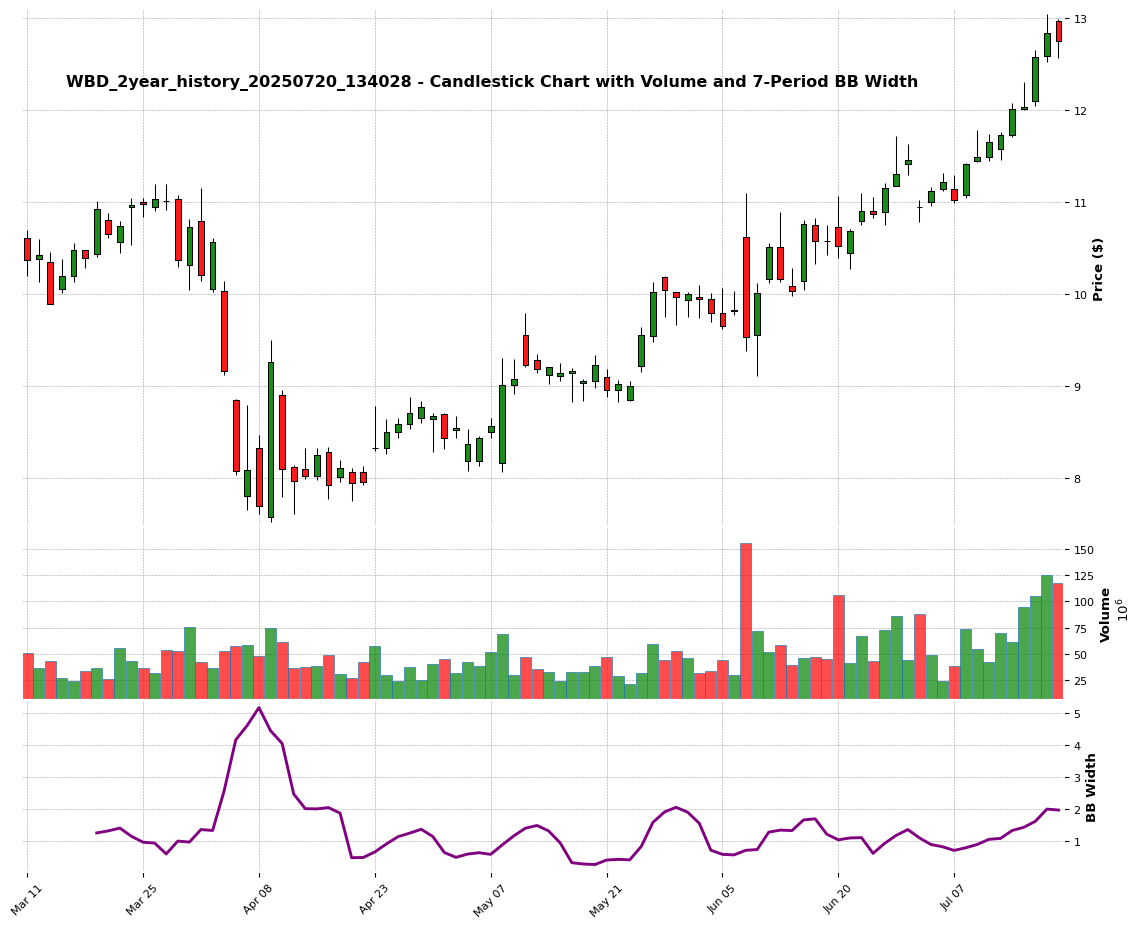 WBD_2year_history_20250720_134028 - Candlestick Chart with Volume and 7-Period BB Width
13
12
11
10
9
8
Price ($)
150
125
100
75
50
25
Volume
10^6
5
4
3
2
1
BB Width
Mar 11
Mar 25
Apr 08
Apr 23
May 07
May 21
Jun 05
Jun 20
Jul 07